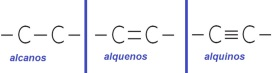 – C – C –
– C = C –
– C ≡ C –
alcanos
alquenos
alquinos